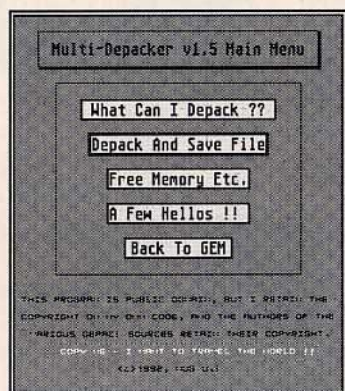 Multi-Depacker v1.5 Main Menu
What Can I Depack ??
Depack And Save File
Free Memory Etc.
A Few Hellos !!
Back To GEM
THIS PROGRAM IS PUBLIC DOMAIN, BUT I RETAIN THE
COPYRIGHT ON MY OWN CODE, AND THE AUTHORS OF THE
VARIOUS DEPACK SOURCES RETAIN THEIR COPYRIGHT.
COPY ME - I WANT TO TRAVEL THE WORLD !!
(C)1992,